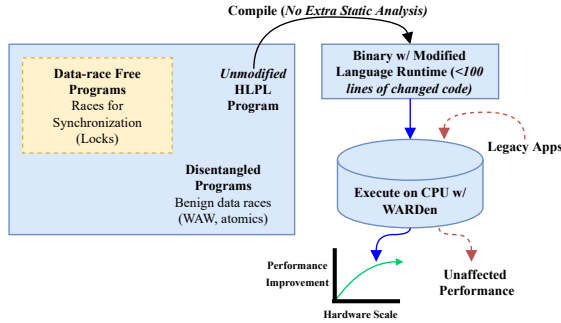 Compile (No Extra Static Analysis)
Data-race Free
Programs
Races for
Synchronization
(Locks)
Unmodified
HLPL
Program
Disentangled
Programs
Benign data races
(WAW, atomics)
Binary w/ Modified
Language Runtime (<100
lines of changed code)
Legacy Apps
Execute on CPU w/
WARDen
Performance
Improvement
Hardware Scale
Unaffected
Performance